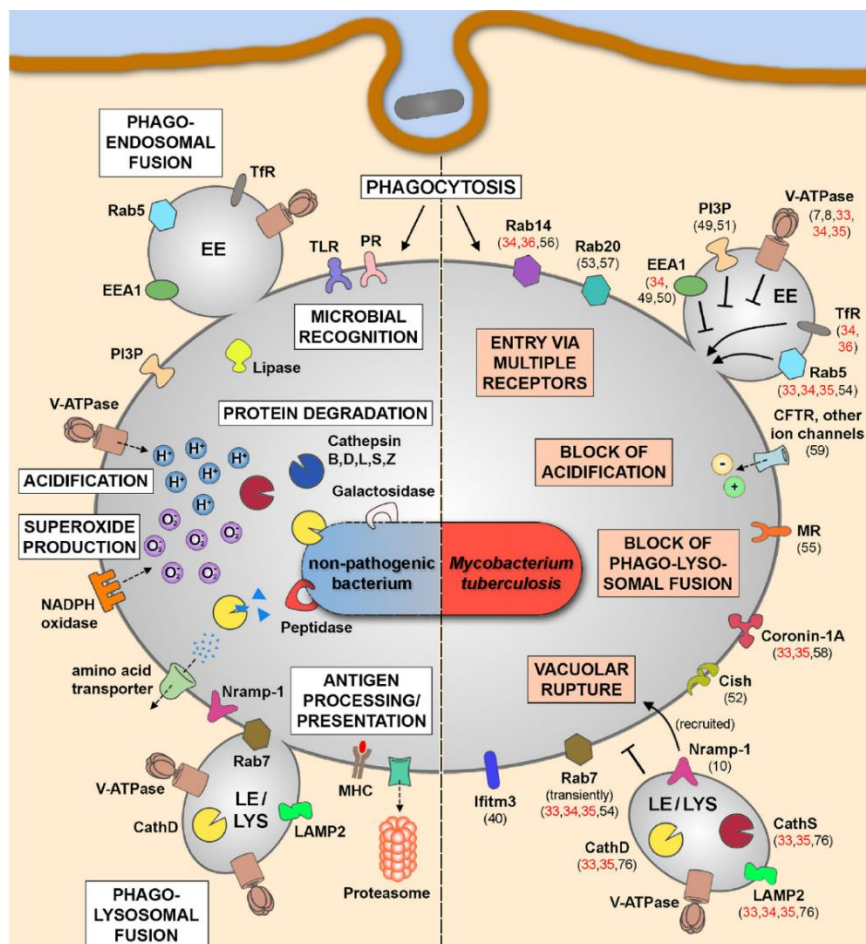 PHAGO-
ENDOSOMAL
FUSION
TfR
Rab5
EE
EEA1
PI3P
V-ATPase
ACIDIFICATION
SUPEROXIDE
PRODUCTION
NADPH
oxidase
amino acid
transporter
PHAGOCYTOSIS
TLR
PR
MICROBIAL
RECOGNITION
Lipase
PROTEIN DEGRADATION
Cathepsin
B,D,L,S,Z
Galactosidase
H+
H+
H+
H+
H+
H+
H+
O2-
O2-
O2-
O2-
O2-
O2-
O2-
non-pathogenic
bacterium
Mycobacterium
tuberculosis
Peptidase
Nramp-1
ANTIGEN
PROCESSING/
PRESENTATION
Rab7
V-ATPase
LE /
LYS
CathD
LAMP2
MHC
Proteasome
PHAGO-
LYSOSOMAL
FUSION
Rab14
(34,36,56)
Rab20
(53,57)
PI3P
(49,51)
V-ATPase
(7,8,33,
34,35)
EEA1
(34,
49,50)
EE
TfR
(34,
36)
Rab5
(33,34,35,54)
ENTRY VIA
MULTIPLE
RECEPTORS
CFTR, other
ion channels
(59)
-
+
BLOCK OF
ACIDIFICATION
MR
(55)
BLOCK OF
PHAGO-LYSO-
SOMAL FUSION
Coronin-1A
(33,35,58)
Cish
(52)
VACUOLAR
RUPTURE
(recruited)
Nramp-1
(10)
Ifitm3
(40)
Rab7
(transiently)
(33,34,35,54)
LE/LYS
CathS
(33,35,76)
CathD
(33,35,76)
V-ATPase
LAMP2
(33,34,35,76)